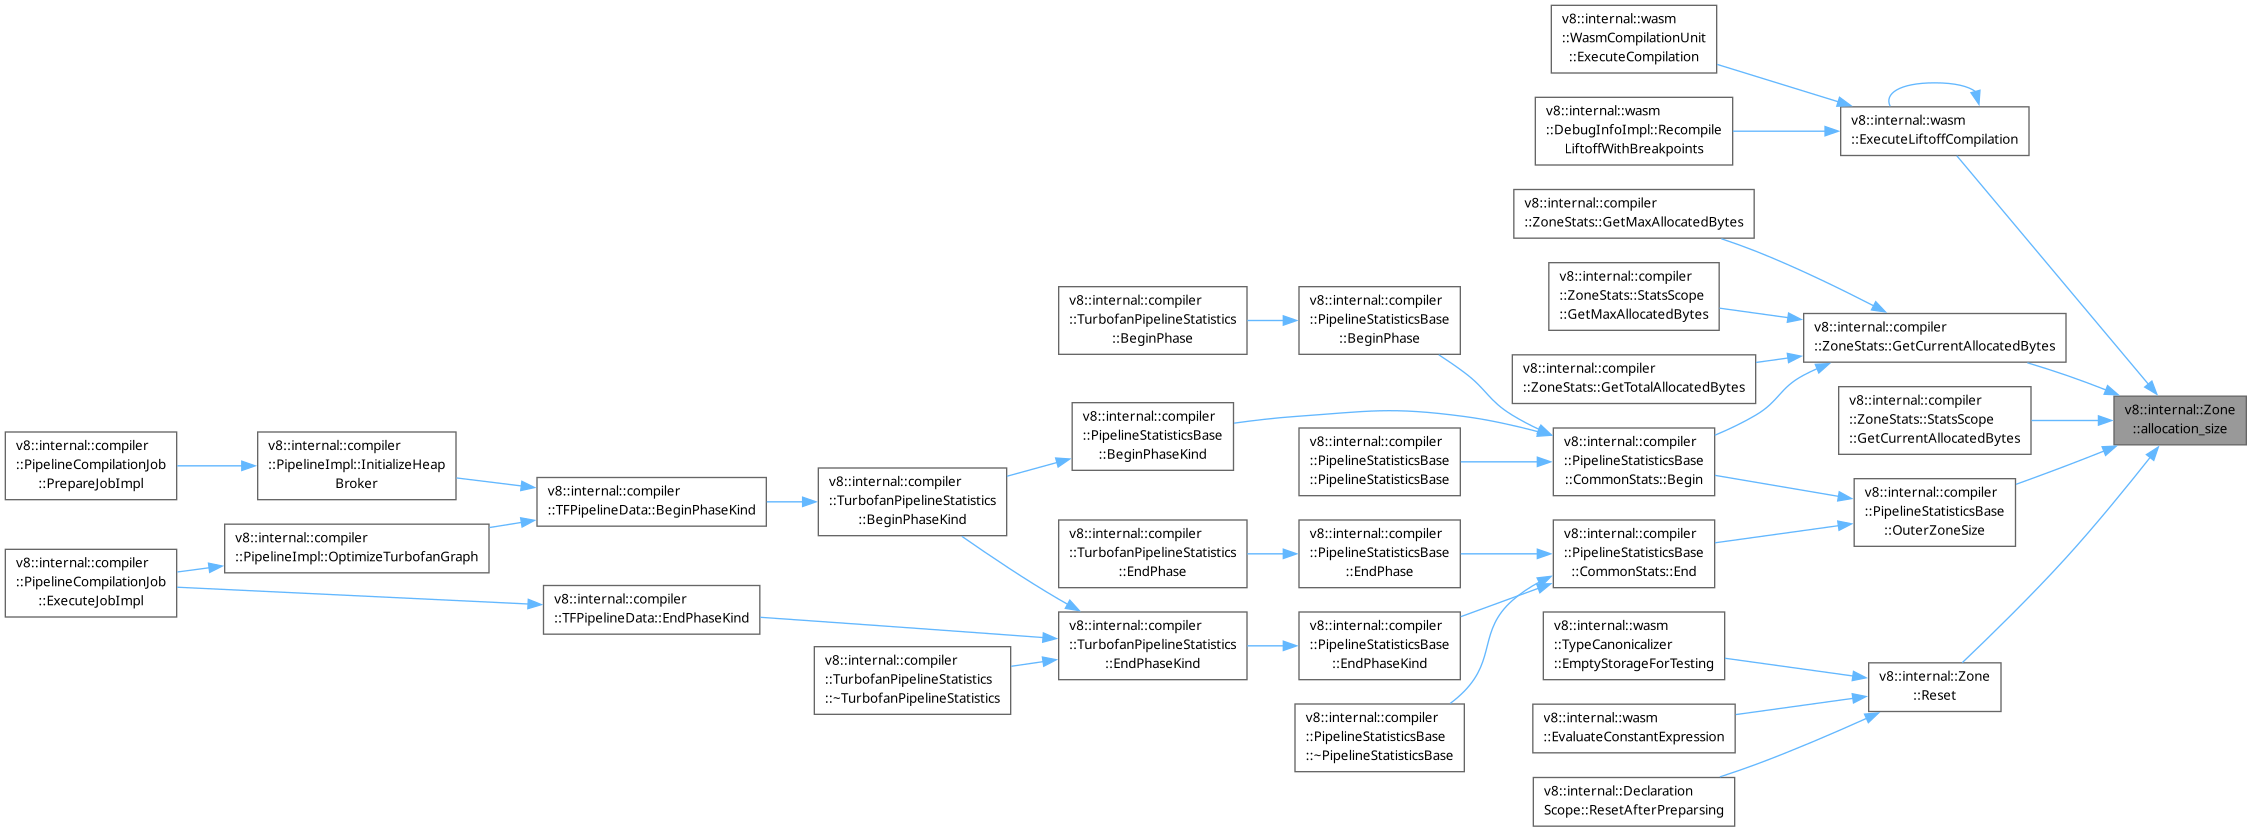 v8::internal::wasm
::WasmCompilationUnit
::ExecuteCompilation
v8::internal::wasm
::DebugInfoImpl::Recompile
LiftoffWithBreakpoints
v8::internal::wasm
::ExecuteLiftoffCompilation
v8::internal::compiler
::ZoneStats::GetMaxAllocatedBytes
v8::internal::compiler
::ZoneStats::StatsScope
::GetMaxAllocatedBytes
v8::internal::compiler
::ZoneStats::GetCurrentAllocatedBytes
v8::internal::compiler
::ZoneStats::GetTotalAllocatedBytes
v8::internal::compiler
::TurbofanPipelineStatistics
::BeginPhase
v8::internal::compiler
::PipelineStatisticsBase
::BeginPhase
v8::internal::compiler
::ZoneStats::StatsScope
::GetCurrentAllocatedBytes
v8::internal::Zone
::allocation_size
v8::internal::compiler
::PipelineStatisticsBase
::BeginPhaseKind
v8::internal::compiler
::PipelineStatisticsBase
::PipelineStatisticsBase
v8::internal::compiler
::PipelineStatisticsBase
::CommonStats::Begin
v8::internal::compiler
::PipelineCompilationJob
::PrepareJobImpl
v8::internal::compiler
::PipelineImpl::InitializeHeap
Broker
v8::internal::compiler
::TFPipelineData::BeginPhaseKind
v8::internal::compiler
::TurbofanPipelineStatistics
::BeginPhaseKind
v8::internal::compiler
::PipelineStatisticsBase
::OuterZoneSize
v8::internal::compiler
::PipelineImpl::OptimizeTurbofanGraph
v8::internal::compiler
::PipelineCompilationJob
::ExecuteJobImpl
v8::internal::compiler
::TurbofanPipelineStatistics
::EndPhase
v8::internal::compiler
::PipelineStatisticsBase
::EndPhase
v8::internal::compiler
::PipelineStatisticsBase
::CommonStats::End
v8::internal::compiler
::TFPipelineData::EndPhaseKind
v8::internal::compiler
::TurbofanPipelineStatistics
::EndPhaseKind
v8::internal::compiler
::PipelineStatisticsBase
::EndPhaseKind
v8::internal::wasm
::TypeCanonicalizer
::EmptyStorageForTesting
v8::internal::compiler
::TurbofanPipelineStatistics
::~TurbofanPipelineStatistics
v8::internal::Zone
::Reset
v8::internal::compiler
::PipelineStatisticsBase
::~PipelineStatisticsBase
v8::internal::wasm
::EvaluateConstantExpression
v8::internal::Declaration
Scope::ResetAfterPreparsing